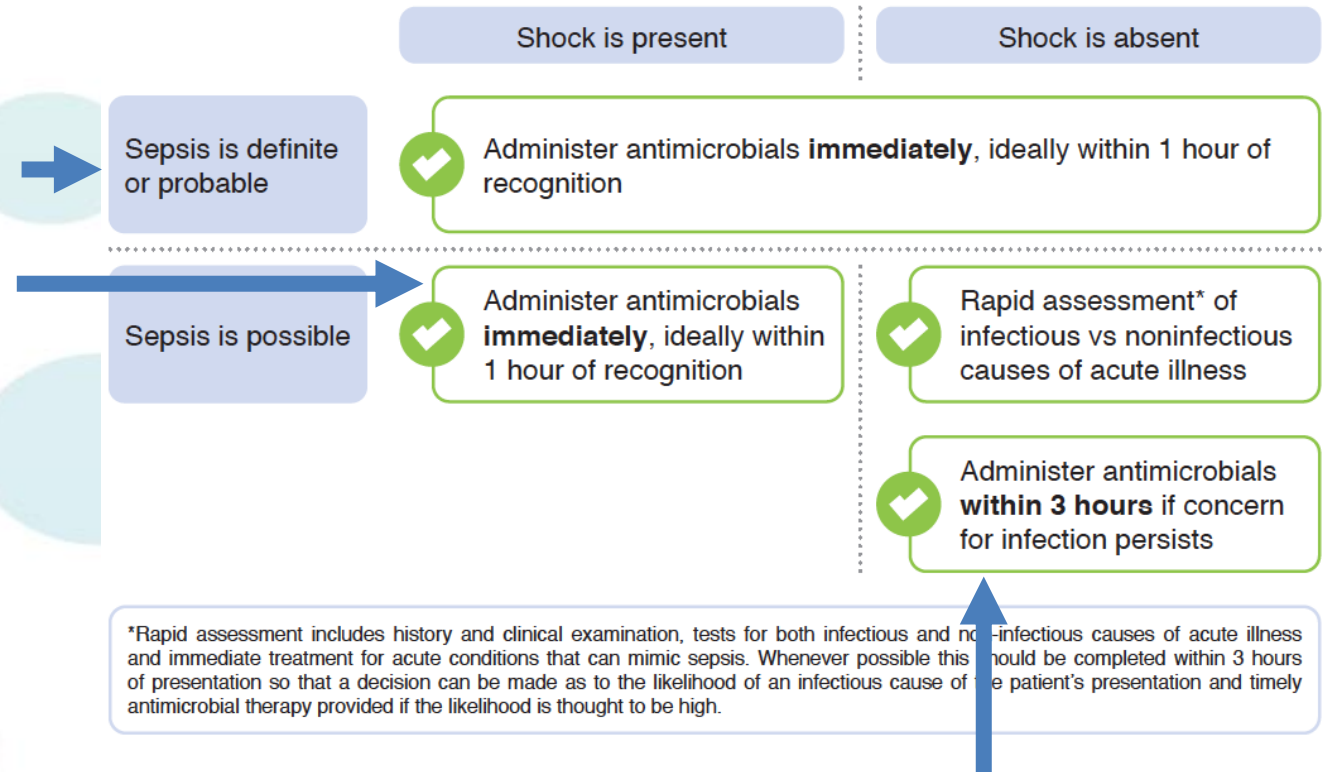 Shock is present
Shock is absent
Sepsis is definite
or probable
Administer antimicrobials immediately, ideally within 1 hour of
recognition
Sepsis is possible
Administer antimicrobials
immediately, ideally within
1 hour of recognition
Rapid assessment* of
infectious vs noninfectious
causes of acute illness
Administer antimicrobials
within 3 hours if concern
for infection persists
*Rapid assessment includes history and clinical examination, tests for both infectious and non-infectious causes of acute illness
and immediate treatment for acute conditions that can mimic sepsis. Whenever possible this should be completed within 3 hours
of presentation so that a decision can be made as to the likelihood of an infectious cause of the patient's presentation and timely
antimicrobial therapy provided if the likelihood is thought to be high.